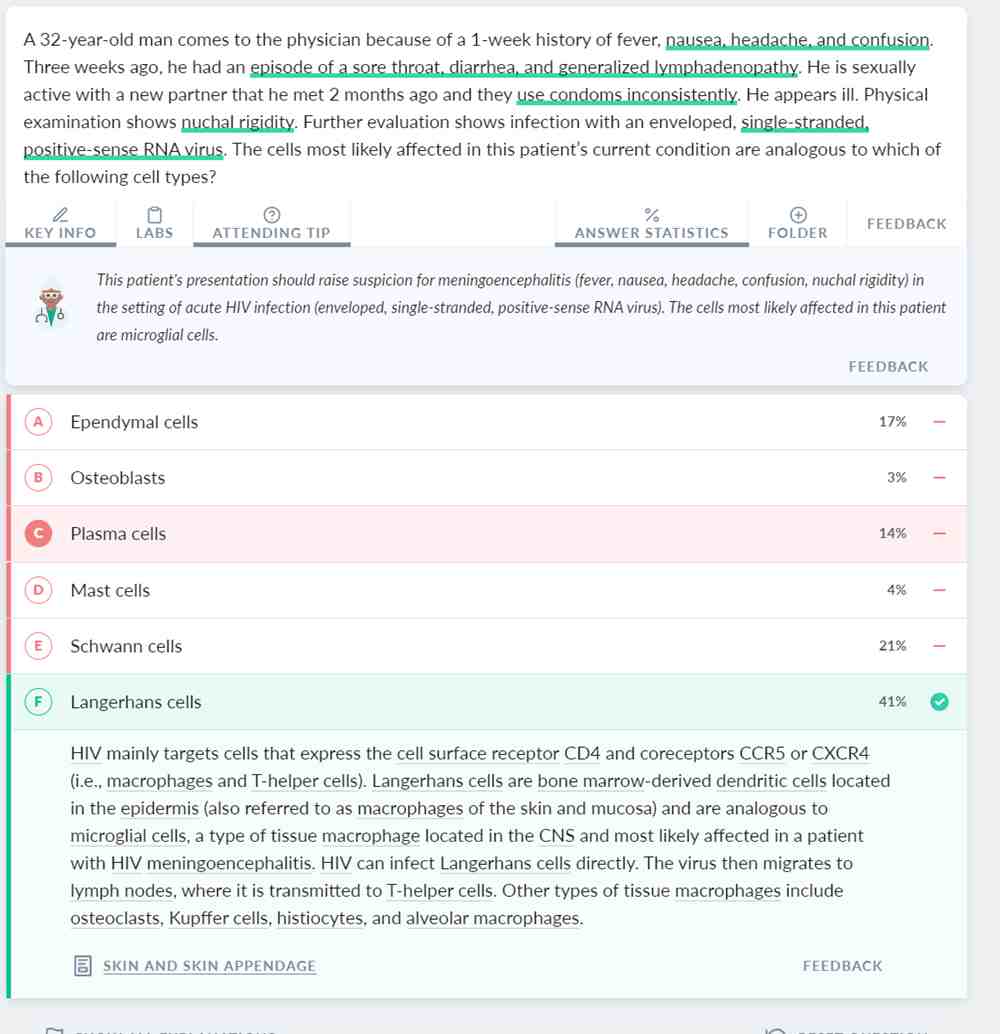 A 32-year-old man comes to the physician because of a 1-week history of fever, nausea, headache, and confusion.
Three weeks ago, he had an episode of a sore throat, diarrhea, and generalized lymphadenopathy. He is sexually
active with a new partner that he met 2 months ago and they use condoms inconsistently. He appears ill. Physical
examination shows nuchal rigidity. Further evaluation shows infection with an enveloped, single-stranded,
positive-sense RNA virus. The cells most likely affected in this patient's current condition are analogous to which of
the following cell types?
KEY INFO LABS ATTENDING TIP ANSWER STATISTICS FOLDER FEEDBACK
This patient's presentation should raise suspicion for meningoencephalitis (fever, nausea, headache, confusion, nuchal rigidity) in
the setting of acute HIV infection (enveloped, single-stranded, positive-sense RNA virus). The cells most likely affected in this patient
are microglial cells.
FEEDBACK
A Ependymal cells 17%
B Osteoblasts 3%
C Plasma cells 14%
D Mast cells 4%
E Schwann cells 21%
F Langerhans cells 41%
HIV mainly targets cells that express the cell surface receptor CD4 and coreceptors CCR5 or CXCR4
(i.e., macrophages and T-helper cells). Langerhans cells are bone marrow-derived dendritic cells located
in the epidermis (also referred to as macrophages of the skin and mucosa) and are analogous to
microglial cells, a type of tissue macrophage located in the CNS and most likely affected in a patient
with HIV meningoencephalitis. HIV can infect Langerhans cells directly. The virus then migrates to
lymph nodes, where it is transmitted to T-helper cells. Other types of tissue macrophages include
osteoclasts, Kupffer cells, histiocytes, and alveolar macrophages.
SKIN AND SKIN APPENDAGE FEEDBACK